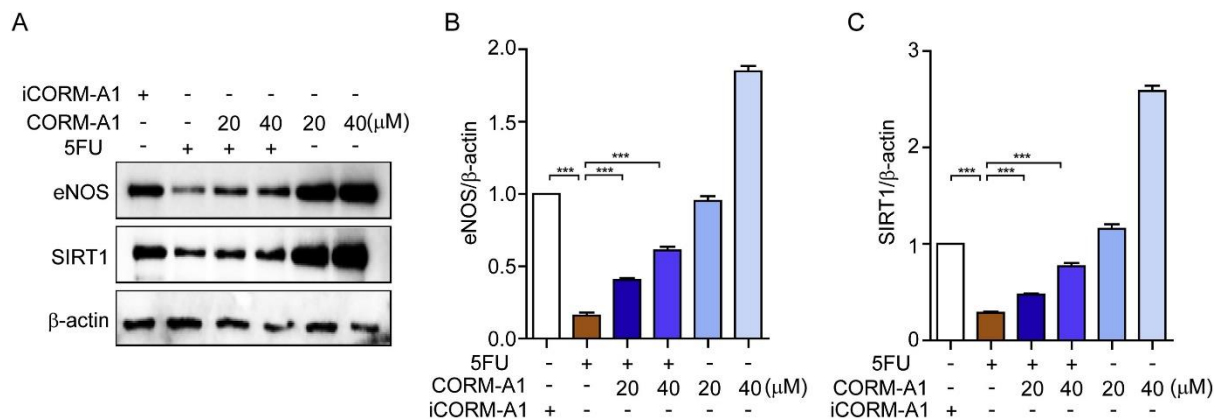 A
iCORM-A1 + - - - - -
CORM-A1 - - 20 40 20 40(μM)
5FU - + + + - -
eNOS
SIRT1
β-actin
B
eNOS/β-actin
2.0
1.5
1.0
0.5
0.0
***
***
***
5FU - + + + - -
CORM-A1 - - 20 40 20 40 (μM)
iCORM-A1 + - - - - -
C
SIRT1/β-actin
3
2
1
0
***
***
***
5FU - + + + - -
CORM-A1 - - 20 40 20 40 (μM)
iCORM-A1 + - - - - -